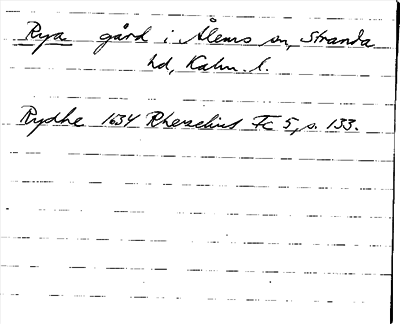 Rya gård i Ålems sn, Stranda
hd, Kalm. l.
Rydhe 1634 Rhezelius Fc 5, s. 133.